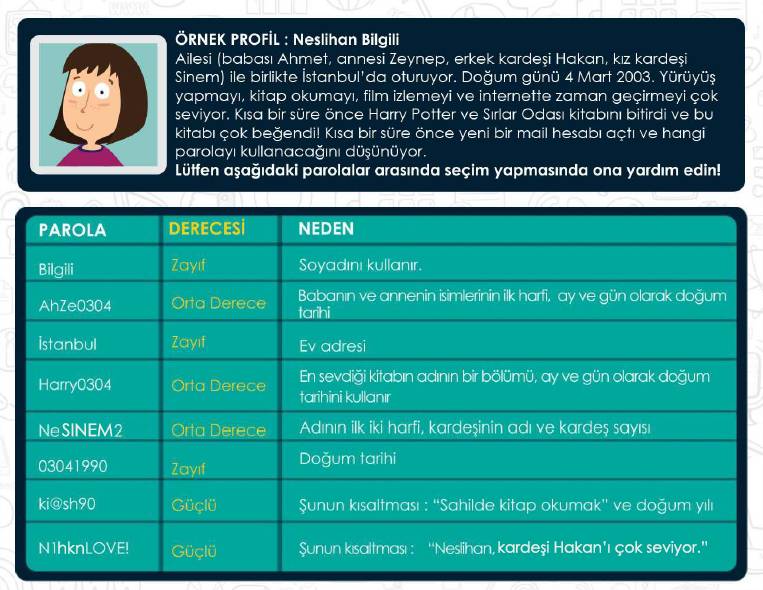 ÖRNEK PROFİL : Neslihan Bilgili
Ailesi (babası Ahmet, annesi Zeynep, erkek kardeşi Hakan, kız kardeşi
Sinem) ile birlikte İstanbul'da oturuyor. Doğum günü 4 Mart 2003. Yürüyüş
yapmayı, kitap okumayı, film izlemeyi ve internette zaman geçirmeyi çok
seviyor. Kısa bir süre önce Harry Potter ve Sırlar Odası kitabını bitirdi ve bu
kitabı çok beğendi! Kısa bir süre önce yeni bir mail hesabı açtı ve hangi
parolayı kullanacağını düşünüyor.
Lütfen aşağıdaki parolalar arasında seçim yapmasında ona yardım edin!
PAROLA DERECESİ NEDEN
Bilgili Zayıf Soyadını kullanır.
AhZe0304 Orta Derece Babanın ve annenin isimlerinin ilk harfi, ay ve gün olarak doğum
tarihi
İstanbul Zayıf Ev adresi
Harry0304 Orta Derece En sevdiği kitabın adının bir bölümü, ay ve gün olarak doğum
tarihini kullanır
NeSINEM2 Orta Derece Adının ilk iki harfi, kardeşinin adı ve kardeş sayısı
03041990 Zayıf Doğum tarihi
ki@sh90 Güçlü Şunun kısaltması : "Sahilde kitap okumak" ve doğum yılı
N1hknLOVE! Güçlü Şunun kısaltması : "Neslihan, kardeşi Hakan'ı çok seviyor."